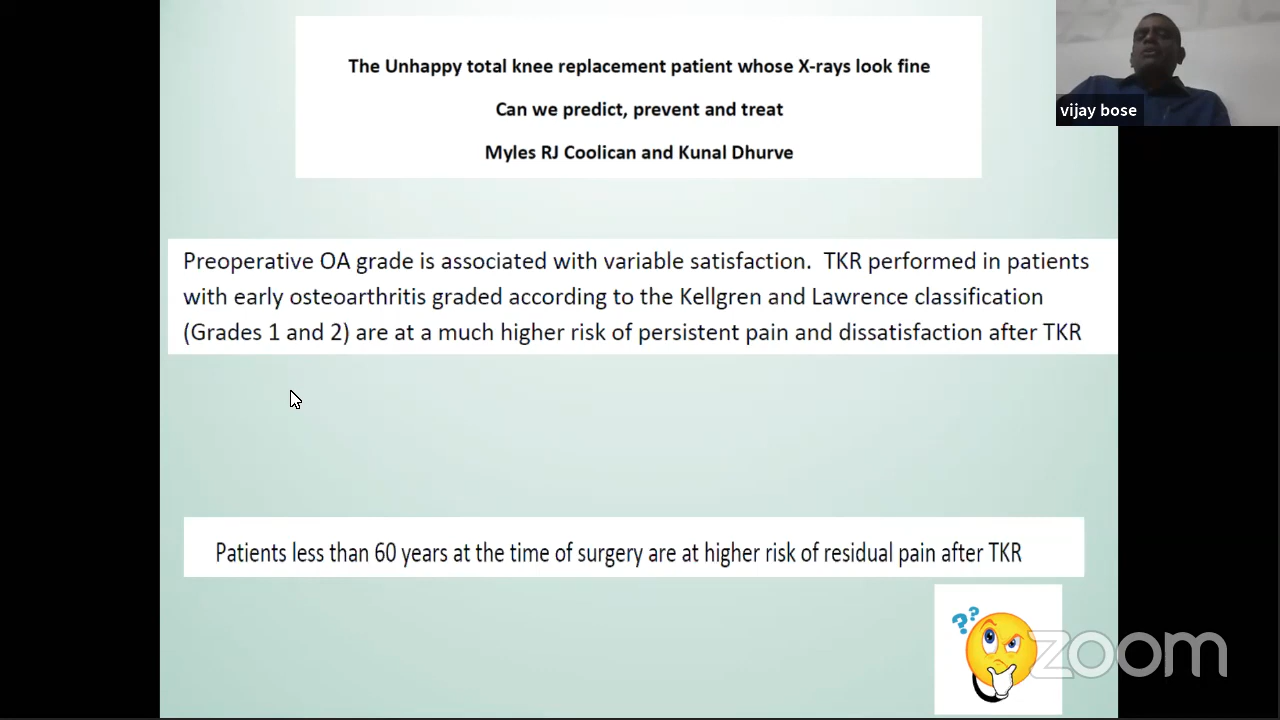 The Unhappy total knee replacement patient whose X-rays look fine
Can we predict, prevent and treat
Myles RJ Coolican and Kunal Dhurve
vijay bose
Preoperative OA grade is associated with variable satisfaction. TKR performed in patients
with early osteoarthritis graded according to the Kellgren and Lawrence classification
(Grades 1 and 2) are at a much higher risk of persistent pain and dissatisfaction after TKR
Patients less than 60 years at the time of surgery are at higher risk of residual pain after TKR
??
zoom